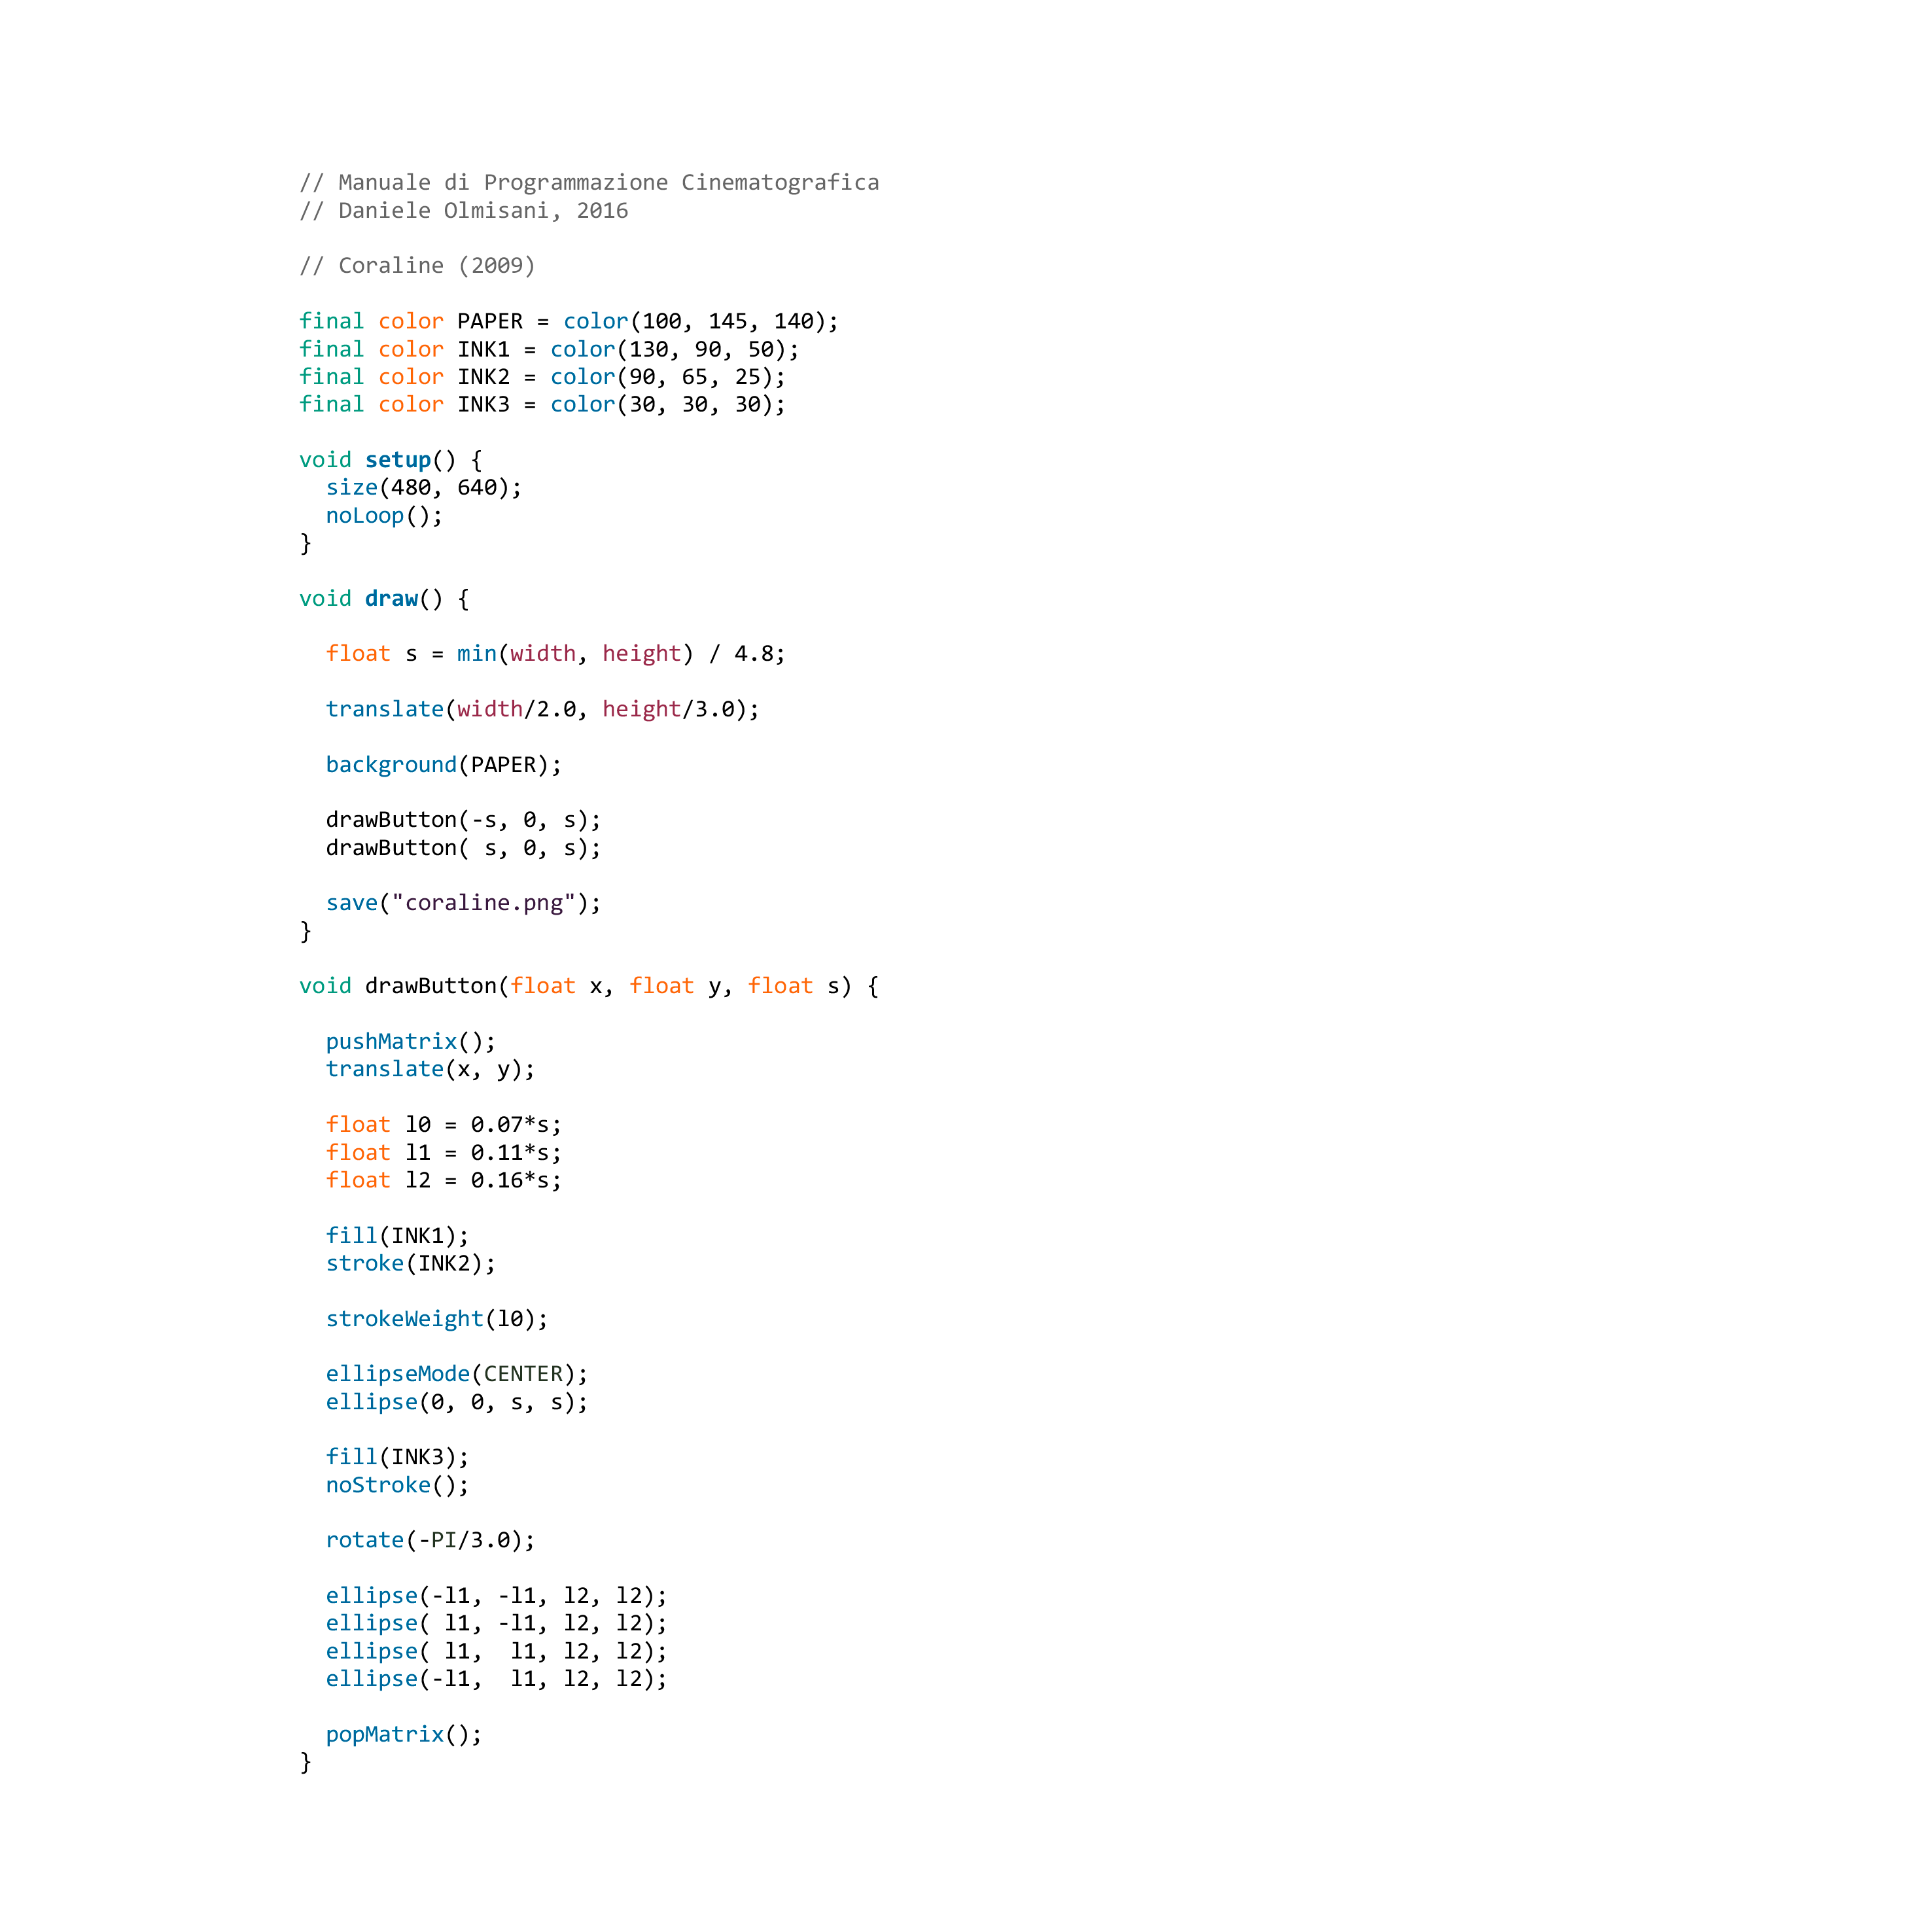 // Manuale di Programmazione Cinematografica
// Daniele Olmisani, 2016

// Coraline (2009)

final color PAPER = color(100, 145, 140);
final color INK1 = color(130, 90, 50);
final color INK2 = color(90, 65, 25);
final color INK3 = color(30, 30, 30);

void setup() {
  size(480, 640);
  noLoop();
}

void draw() {

  float s = min(width, height) / 4.8;

  translate(width/2.0, height/3.0);

  background(PAPER);

  drawButton(-s, 0, s);
  drawButton( s, 0, s);

  save("coraline.png");
}

void drawButton(float x, float y, float s) {

  pushMatrix();
  translate(x, y);

  float l0 = 0.07*s;
  float l1 = 0.11*s;
  float l2 = 0.16*s;

  fill(INK1);
  stroke(INK2);

  strokeWeight(l0);

  ellipseMode(CENTER);
  ellipse(0, 0, s, s);

  fill(INK3);
  noStroke();

  rotate(-PI/3.0);

  ellipse(-l1, -l1, l2, l2);
  ellipse( l1, -l1, l2, l2);
  ellipse( l1,  l1, l2, l2);
  ellipse(-l1,  l1, l2, l2);

  popMatrix();
}